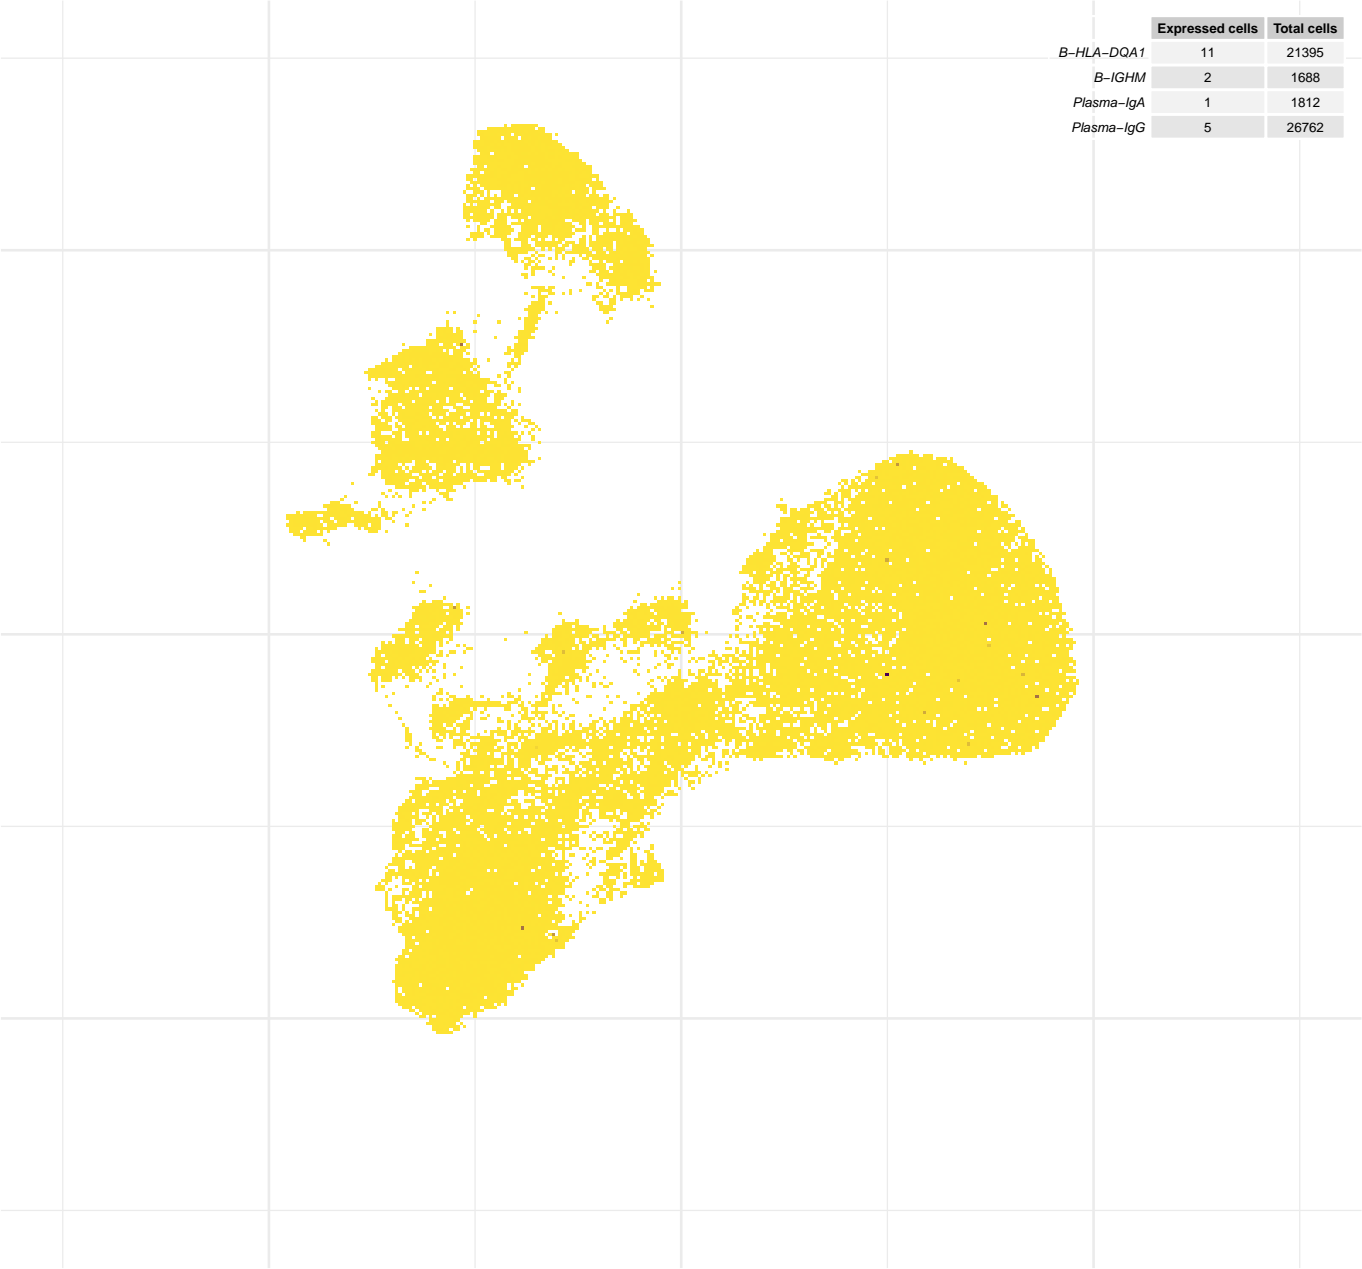 Expressed cells Total cells
B−HLA−DQA1 11 21395
B−IGHM 2 1688
Plasma−IgA 1 1812
Plasma−IgG 5 26762